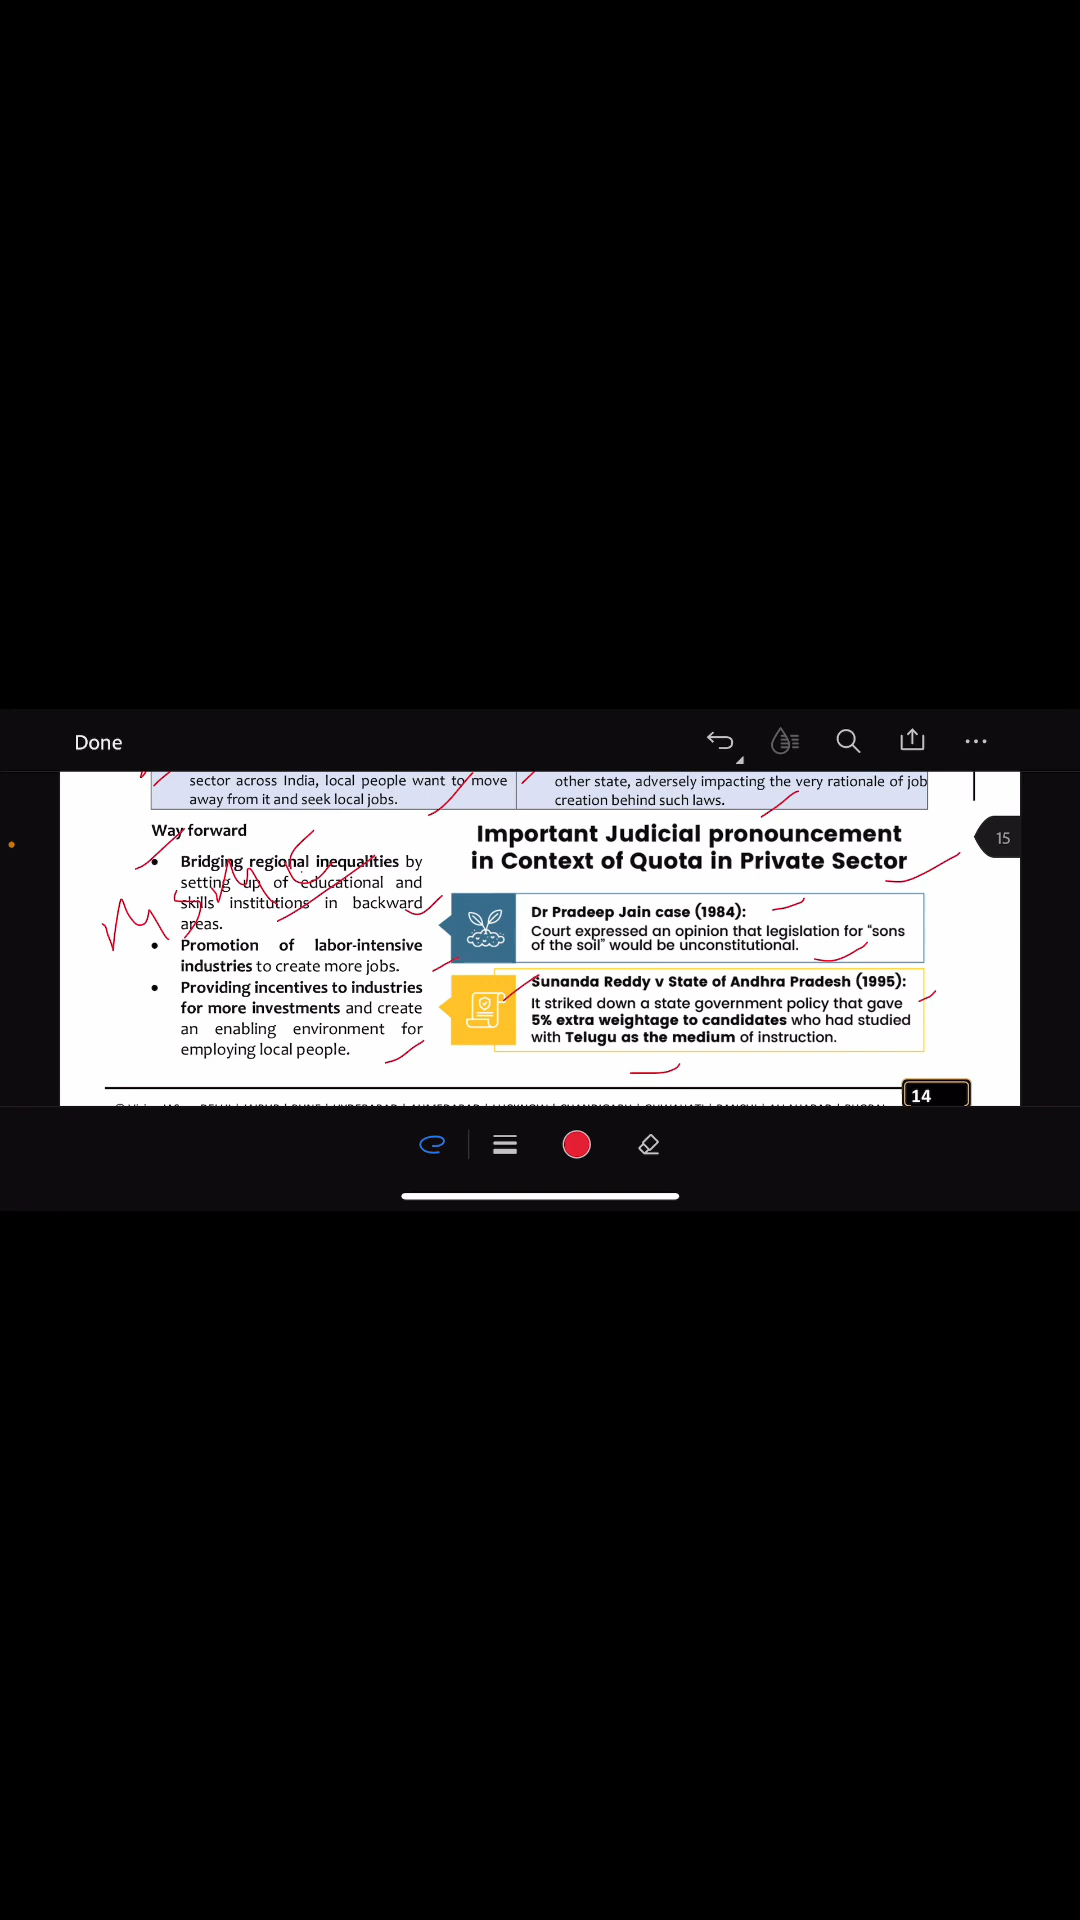 Done
sector across India, local people want to move
away from it and seek local jobs.
other state, adversely impacting the very rationale of job
creation behind such laws.
Way forward
• Bridging regional inequalities by
setting up of educational and
skills institutions in backward
areas.
• Promotion of labor-intensive
industries to create more jobs.
• Providing incentives to industries
for more investments and create
an enabling environment for
employing local people.
Important Judicial pronouncement
in Context of Quota in Private Sector
15
Dr Pradeep Jain case (1984):
Court expressed an opinion that legislation for "sons
of the soil" would be unconstitutional.
Sunanda Reddy v State of Andhra Pradesh (1995):
It striked down a state government policy that gave
5% extra weightage to candidates who had studied
with Telugu as the medium of instruction.
14